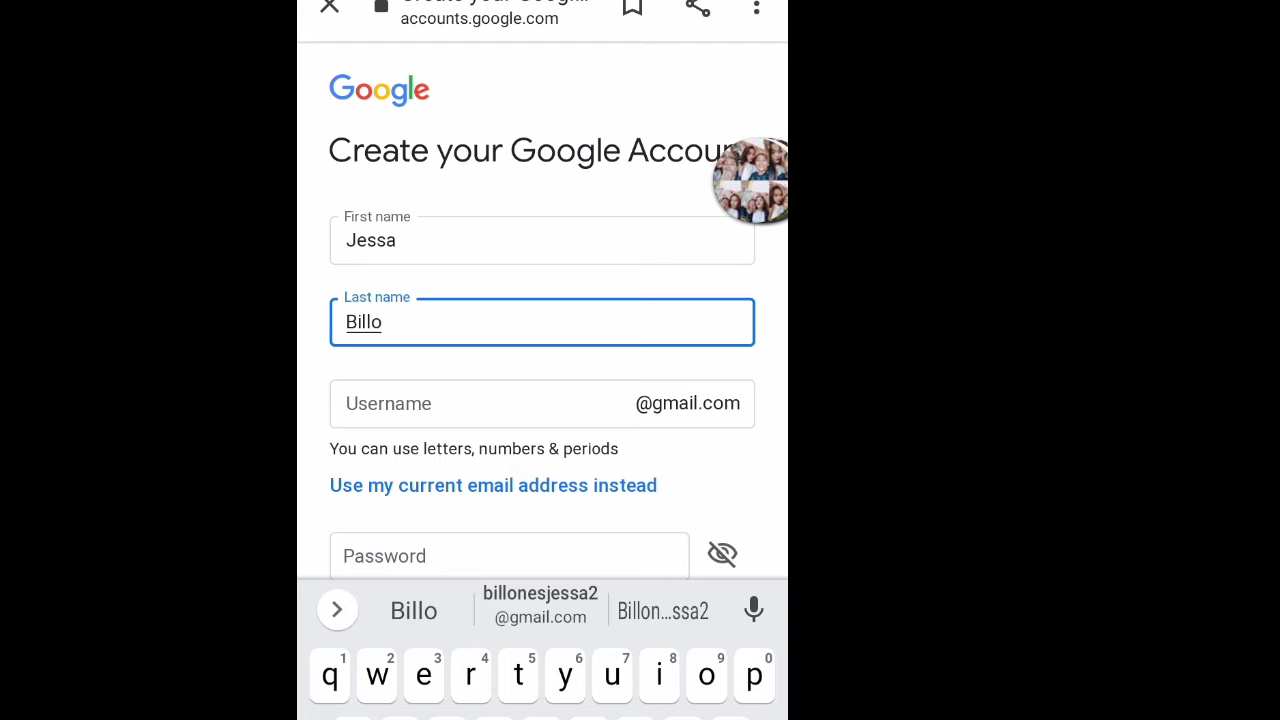 accounts.google.com
Google
Create your Google Accou
First name
Jessa
Last name
Billo
Username @gmail.com
You can use letters, numbers & periods
Use my current email address instead
Password
Billo billonesjessa2 Billon...ssa2
@gmail.com
1 2 3 4 5 6 7 8 9 0
q w e r t y u i o p